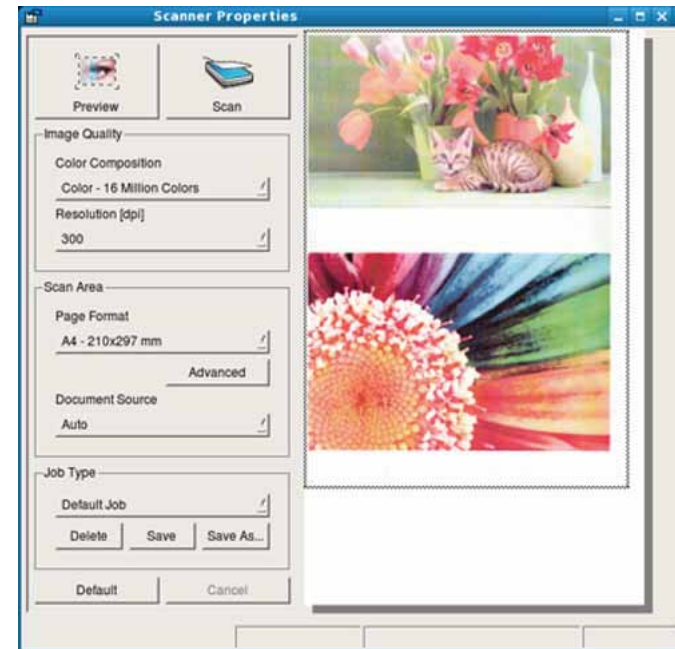 Scanner Properties
Preview
Scan
Image Quality
Color Composition
Color - 16 Million Colors
Resolution [dpi]
300
Scan Area
Page Format
A4 - 210x297 mm
Advanced
Document Source
Auto
Job Type
Default Job
Delete
Save
Save As...
Default
Cancel